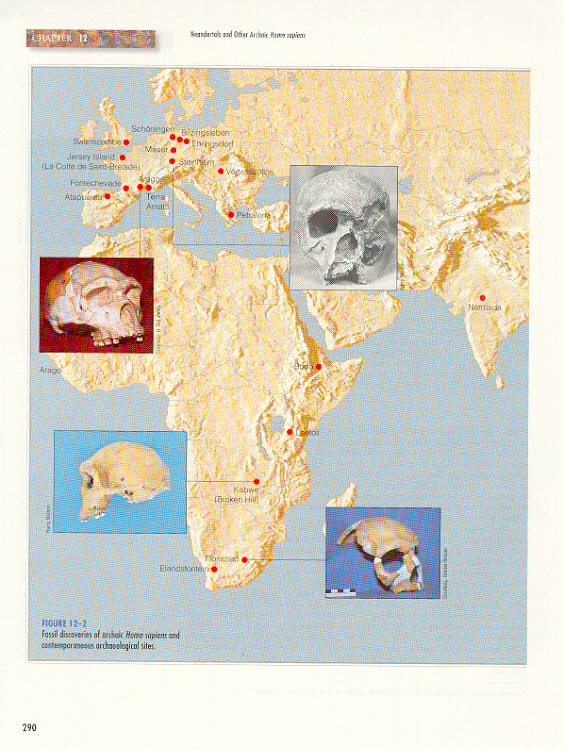 CHAPTER 12
Neandertals and Other Archaic Homo sapiens
Schöningen
Bilzingsleben
Swanscombe
Ehringsdorf
Mauer
Jersey Island
(La Cotte de Saint-Brelade)
Steinheim
Vértesszöllös
Fontechevade
Arago
Atapuerca
Terra
Amata
Petralona
Narmada
Arago
Bodo
Laetoli
Kabwe
(Broken Hill)
Florisbad
Elandsfontein
FIGURE 12–2
Fossil discoveries of archaic Homo sapiens and
contemporaneous archaeological sites.
290